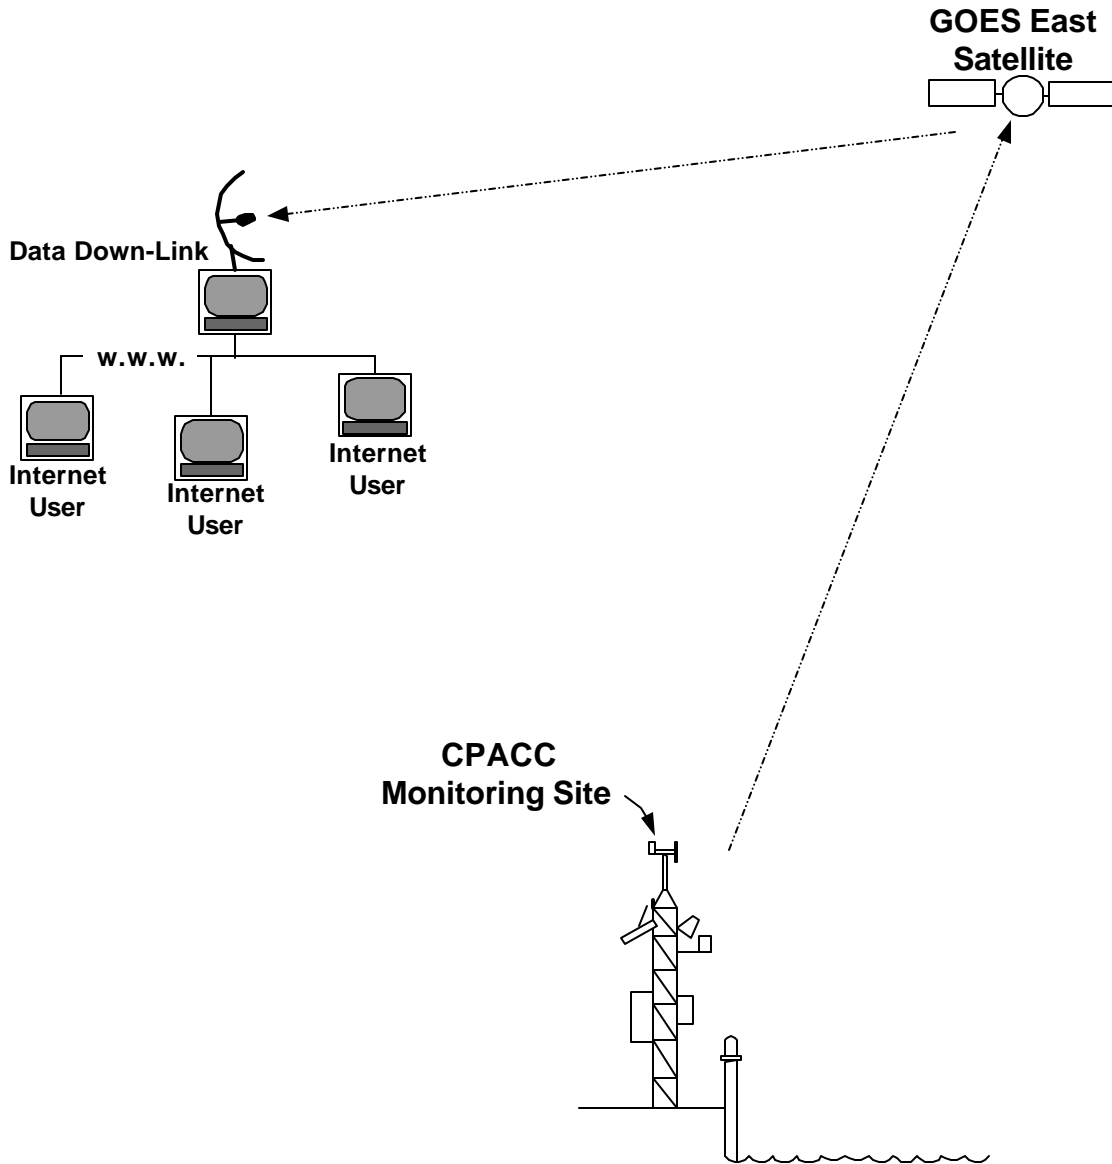 GOES East
Satellite
Data Down-Link
w.w.w.
Internet
User
Internet
User
Internet
User
CPACC
Monitoring Site